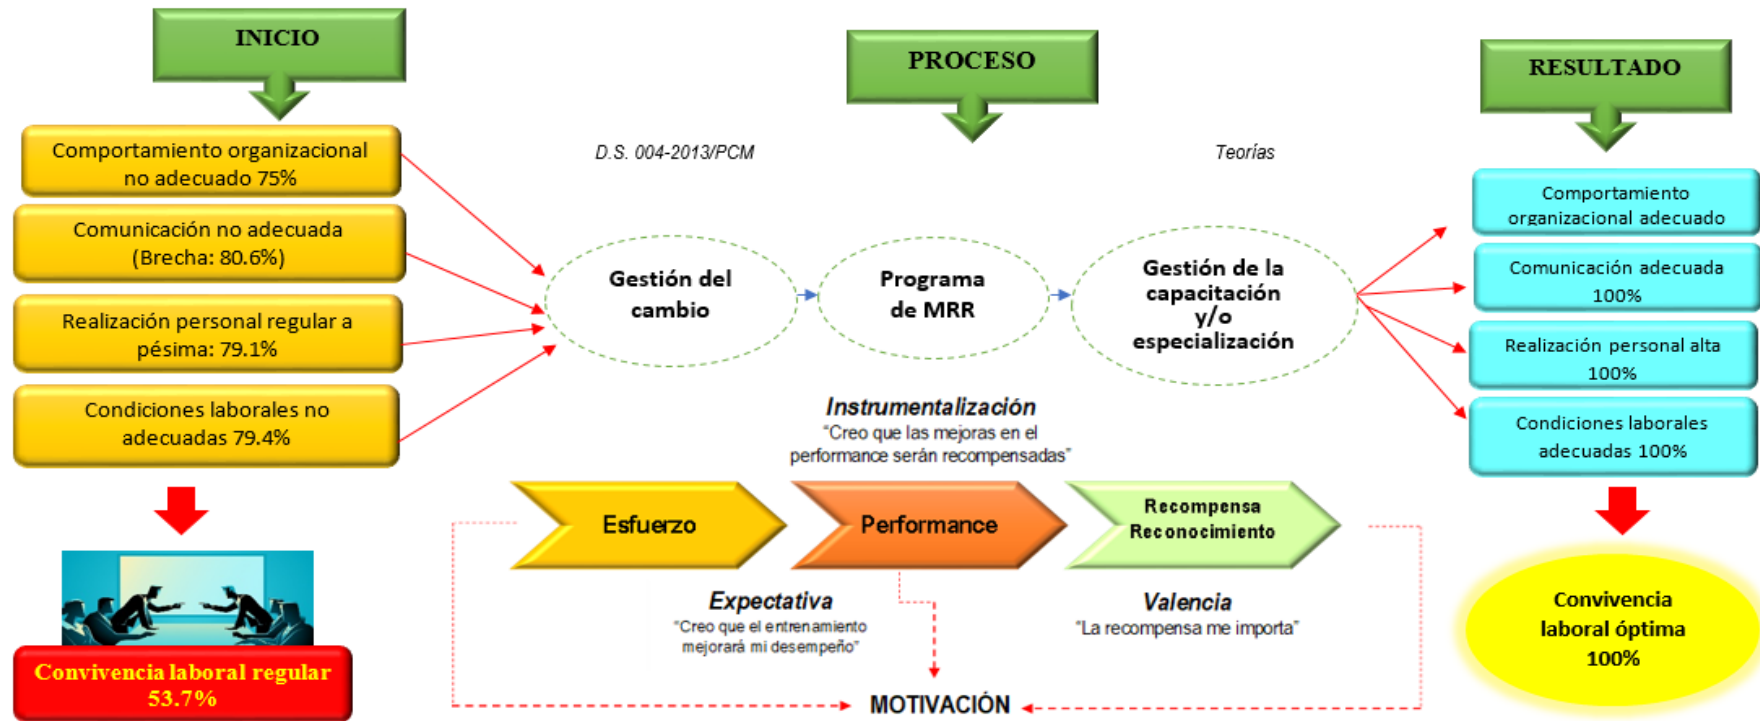 INICIO
PROCESO
RESULTADO
Comportamiento organizacional
no adecuado 75%
Comunicación no adecuada
(Brecha: 80.6%)
Realización personal regular a
pésima: 79.1%
Condiciones laborales no
adecuadas 79.4%
Convivencia laboral regular
53.7%
D.S. 004-2013/PCM
Teorías
Gestión del
cambio
Programa
de MRR
Gestión de la
capacitación
y/o
especialización
Instrumentalización
“Creo que las mejoras en el
performance serán recompensadas”
Esfuerzo
Performance
Recompensa
Reconocimiento
Expectativa
“Creo que el entrenamiento
mejorará mi desempeño”
Valencia
“La recompensa me importa”
MOTIVACIÓN
Comportamiento
organizacional adecuado
Comunicación adecuada
100%
Realización personal alta
100%
Condiciones laborales
adecuadas 100%
Convivencia
laboral óptima
100%